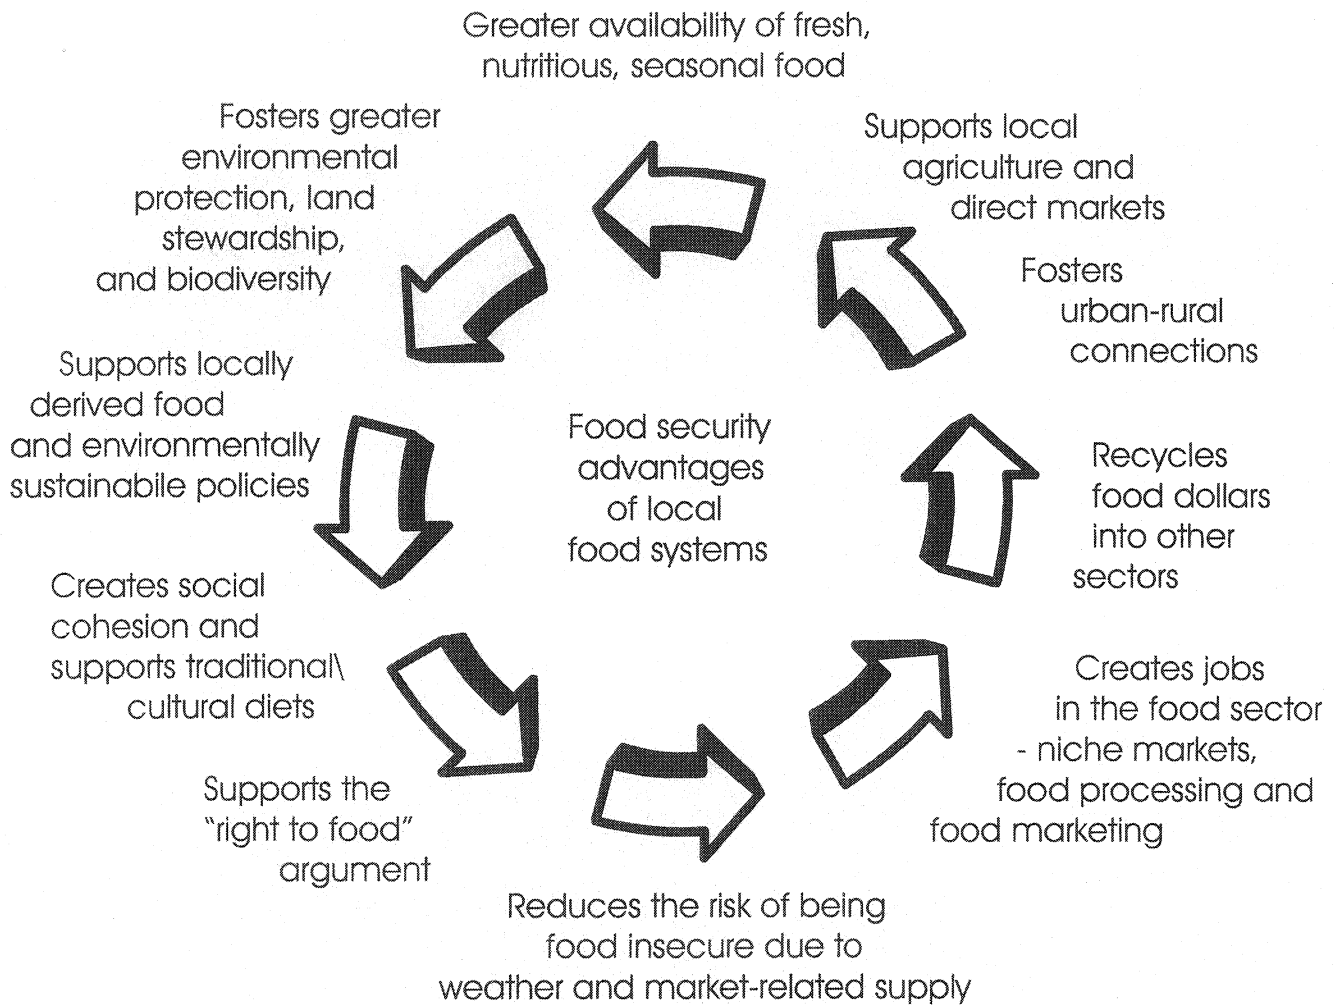 Greater availability of fresh,
nutritious, seasonal food
Fosters greater
environmental
protection, land
stewardship,
and biodiversity
Supports locally
derived food
and environmentally
sustainabile policies
Creates social
cohesion and
supports traditional\
cultural diets
Supports the
"right to food"
argument
Reduces the risk of being
food insecure due to
weather and market-related supply
Creates jobs
in the food sector
- niche markets,
food processing and
food marketing
Recycles
food dollars
into other
sectors
Fosters
urban-rural
connections
Supports local
agriculture and
direct markets
Food security
advantages
of local
food systems